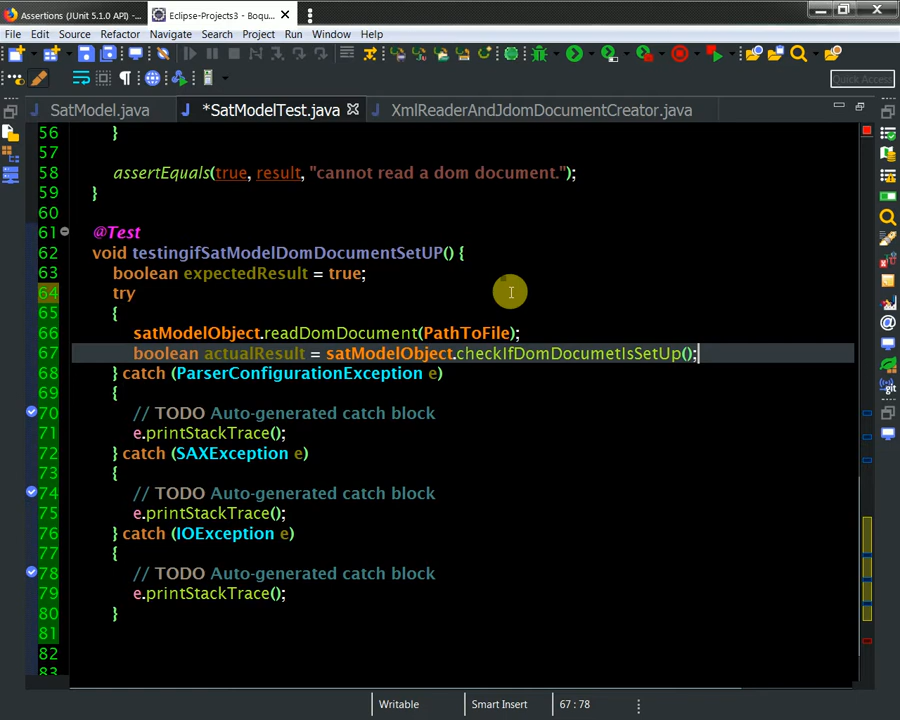 Assertions (JUnit 5.1.0 API) - ...
Eclipse-Projects3 - Boqu...
File Edit Source Refactor Navigate Search Project Run Window Help
Quick Access
SatModel.java
*SatModelTest.java
XmlReaderAndJdomDocumentCreator.java
56 }
57
58 assertEquals(true, result, "cannot read a dom document.");
59 }
60
61 @Test
62 void testingifSatModelDomDocumentSetUP() {
63 boolean expectedResult = true;
64 try
65 {
66 satModelObject.readDomDocument(PathToFile);
67 boolean actualResult = satModelObject.checkIfDomDocumetIsSetUp();
68 } catch (ParserConfigurationException e)
69 {
70 // TODO Auto-generated catch block
71 e.printStackTrace();
72 } catch (SAXException e)
73 {
74 // TODO Auto-generated catch block
75 e.printStackTrace();
76 } catch (IOException e)
77 {
78 // TODO Auto-generated catch block
79 e.printStackTrace();
80 }
81
82
83
Writable Smart Insert 67 : 78